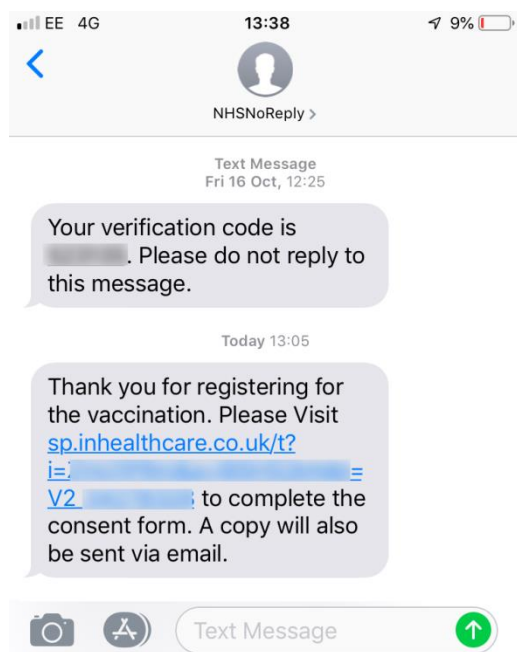 EE 4G 13:38 9%
NHSNoReply >
Text Message
Fri 16 Oct, 12:25
Your verification code is
. Please do not reply to
this message.
Today 13:05
Thank you for registering for
the vaccination. Please Visit
sp.inhealthcare.co.uk/t?
i= =
V2_ to complete the
consent form. A copy will also
be sent via email.
Text Message